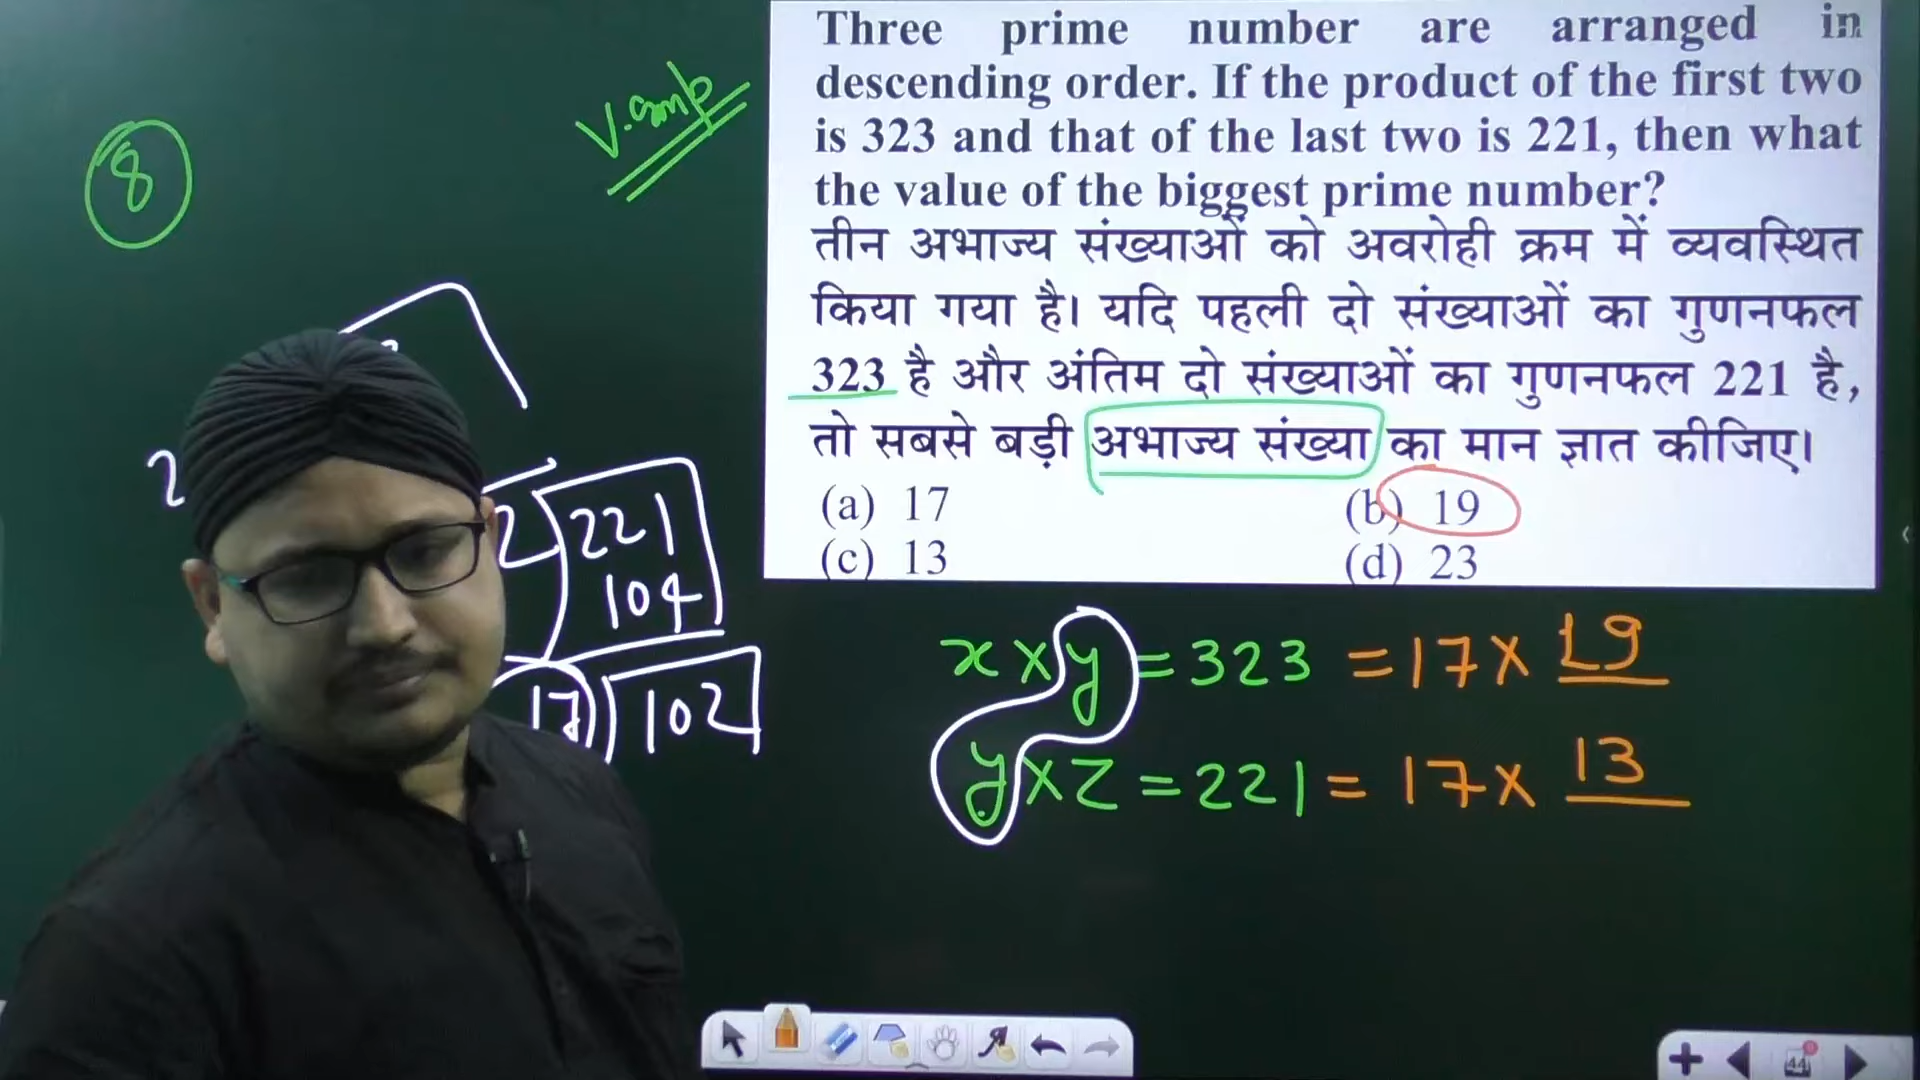 Three prime number are arranged in
descending order. If the product of the first two
is 323 and that of the last two is 221, then what
the value of the biggest prime number?
तीन अभाज्य संख्याओं को अवरोही क्रम में व्यवस्थित
किया गया है। यदि पहली दो संख्याओं का गुणनफल
323 है और अंतिम दो संख्याओं का गुणनफल 221 है,
तो सबसे बड़ी अभाज्य संख्या का मान ज्ञात कीजिए।
(a) 17 (b) 19
(c) 13 (d) 23
8
V.Imp
2
2 221
104
17 102
x×y=323 =17× 19
y×z=221= 17× 13
44